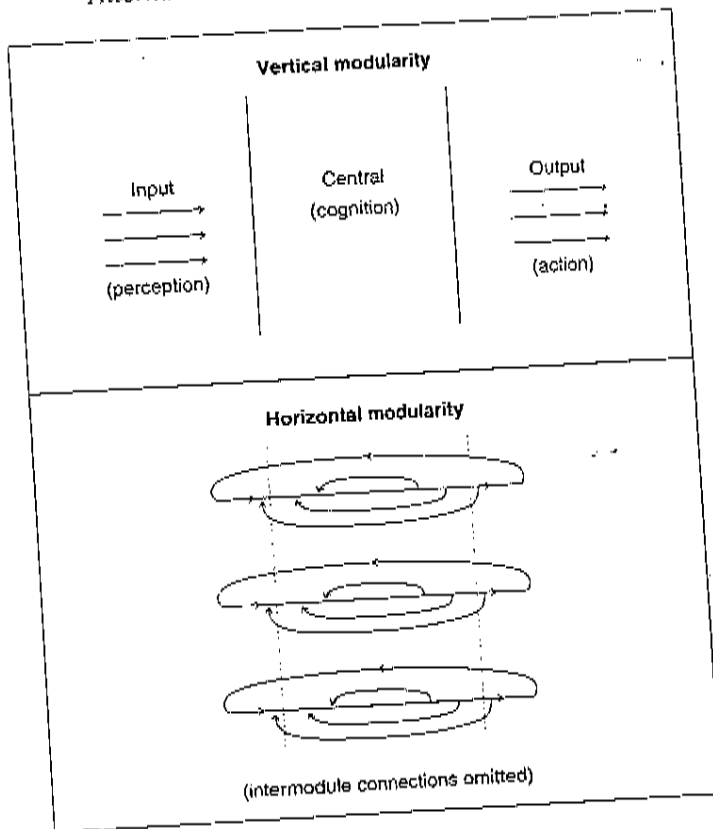 Vertical modularity
Input
(perception)
Central
(cognition)
Output
(action)
Horizontal modularity
(intermodule connections omitted)